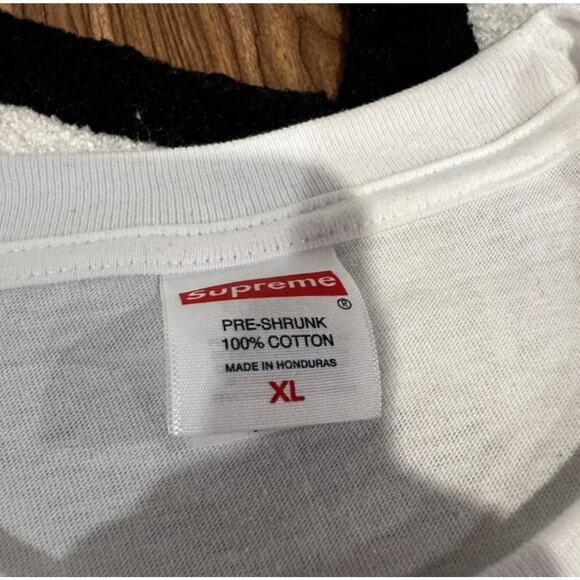 Supreme
®
PRE-SHRUNK
100% COTTON
MADE IN HONDURAS
XL